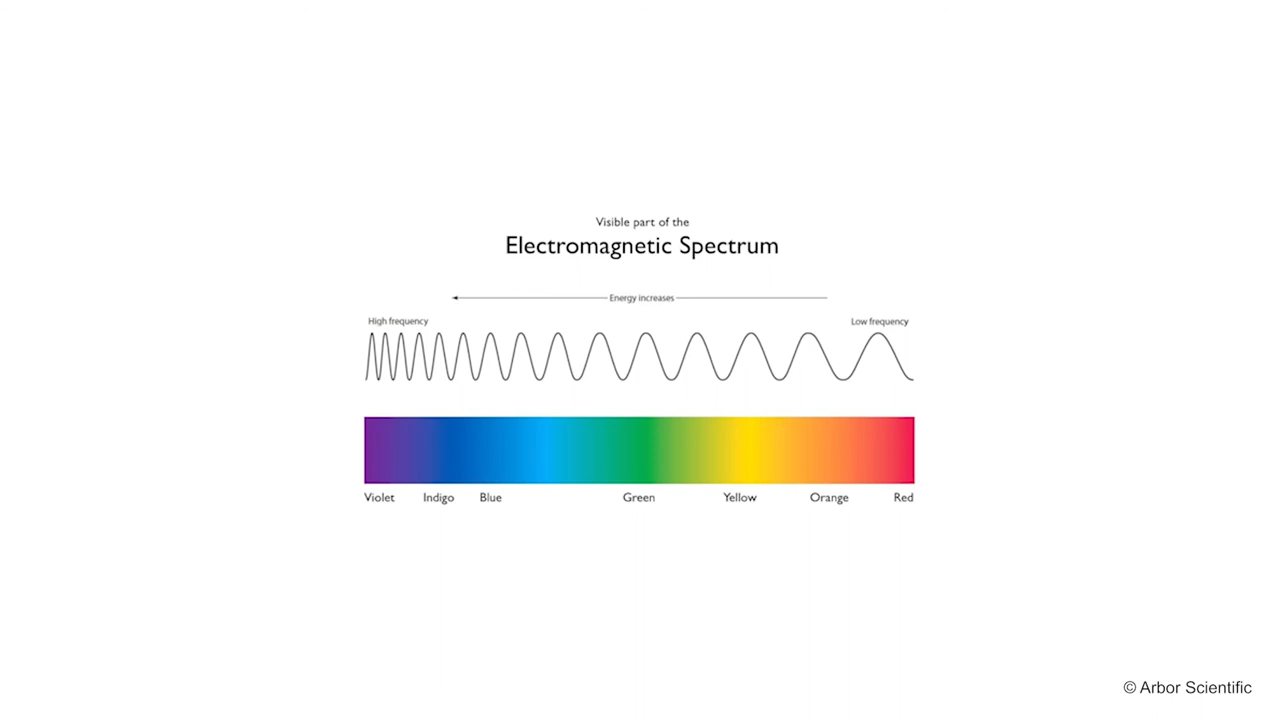 Visible part of the
Electromagnetic Spectrum
Energy increases
High frequency Low frequency
Violet Indigo Blue Green Yellow Orange Red
© Arbor Scientific